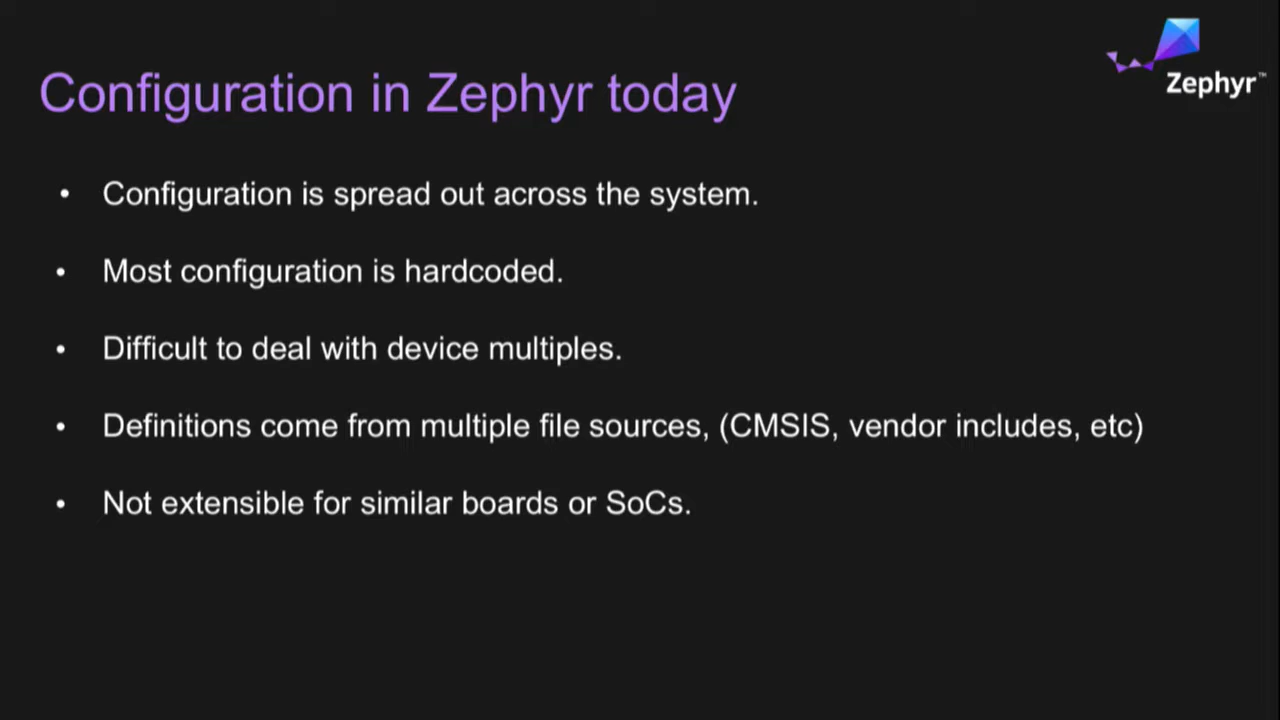 Zephyr™
Configuration in Zephyr today
• Configuration is spread out across the system.
• Most configuration is hardcoded.
• Difficult to deal with device multiples.
• Definitions come from multiple file sources, (CMSIS, vendor includes, etc)
• Not extensible for similar boards or SoCs.